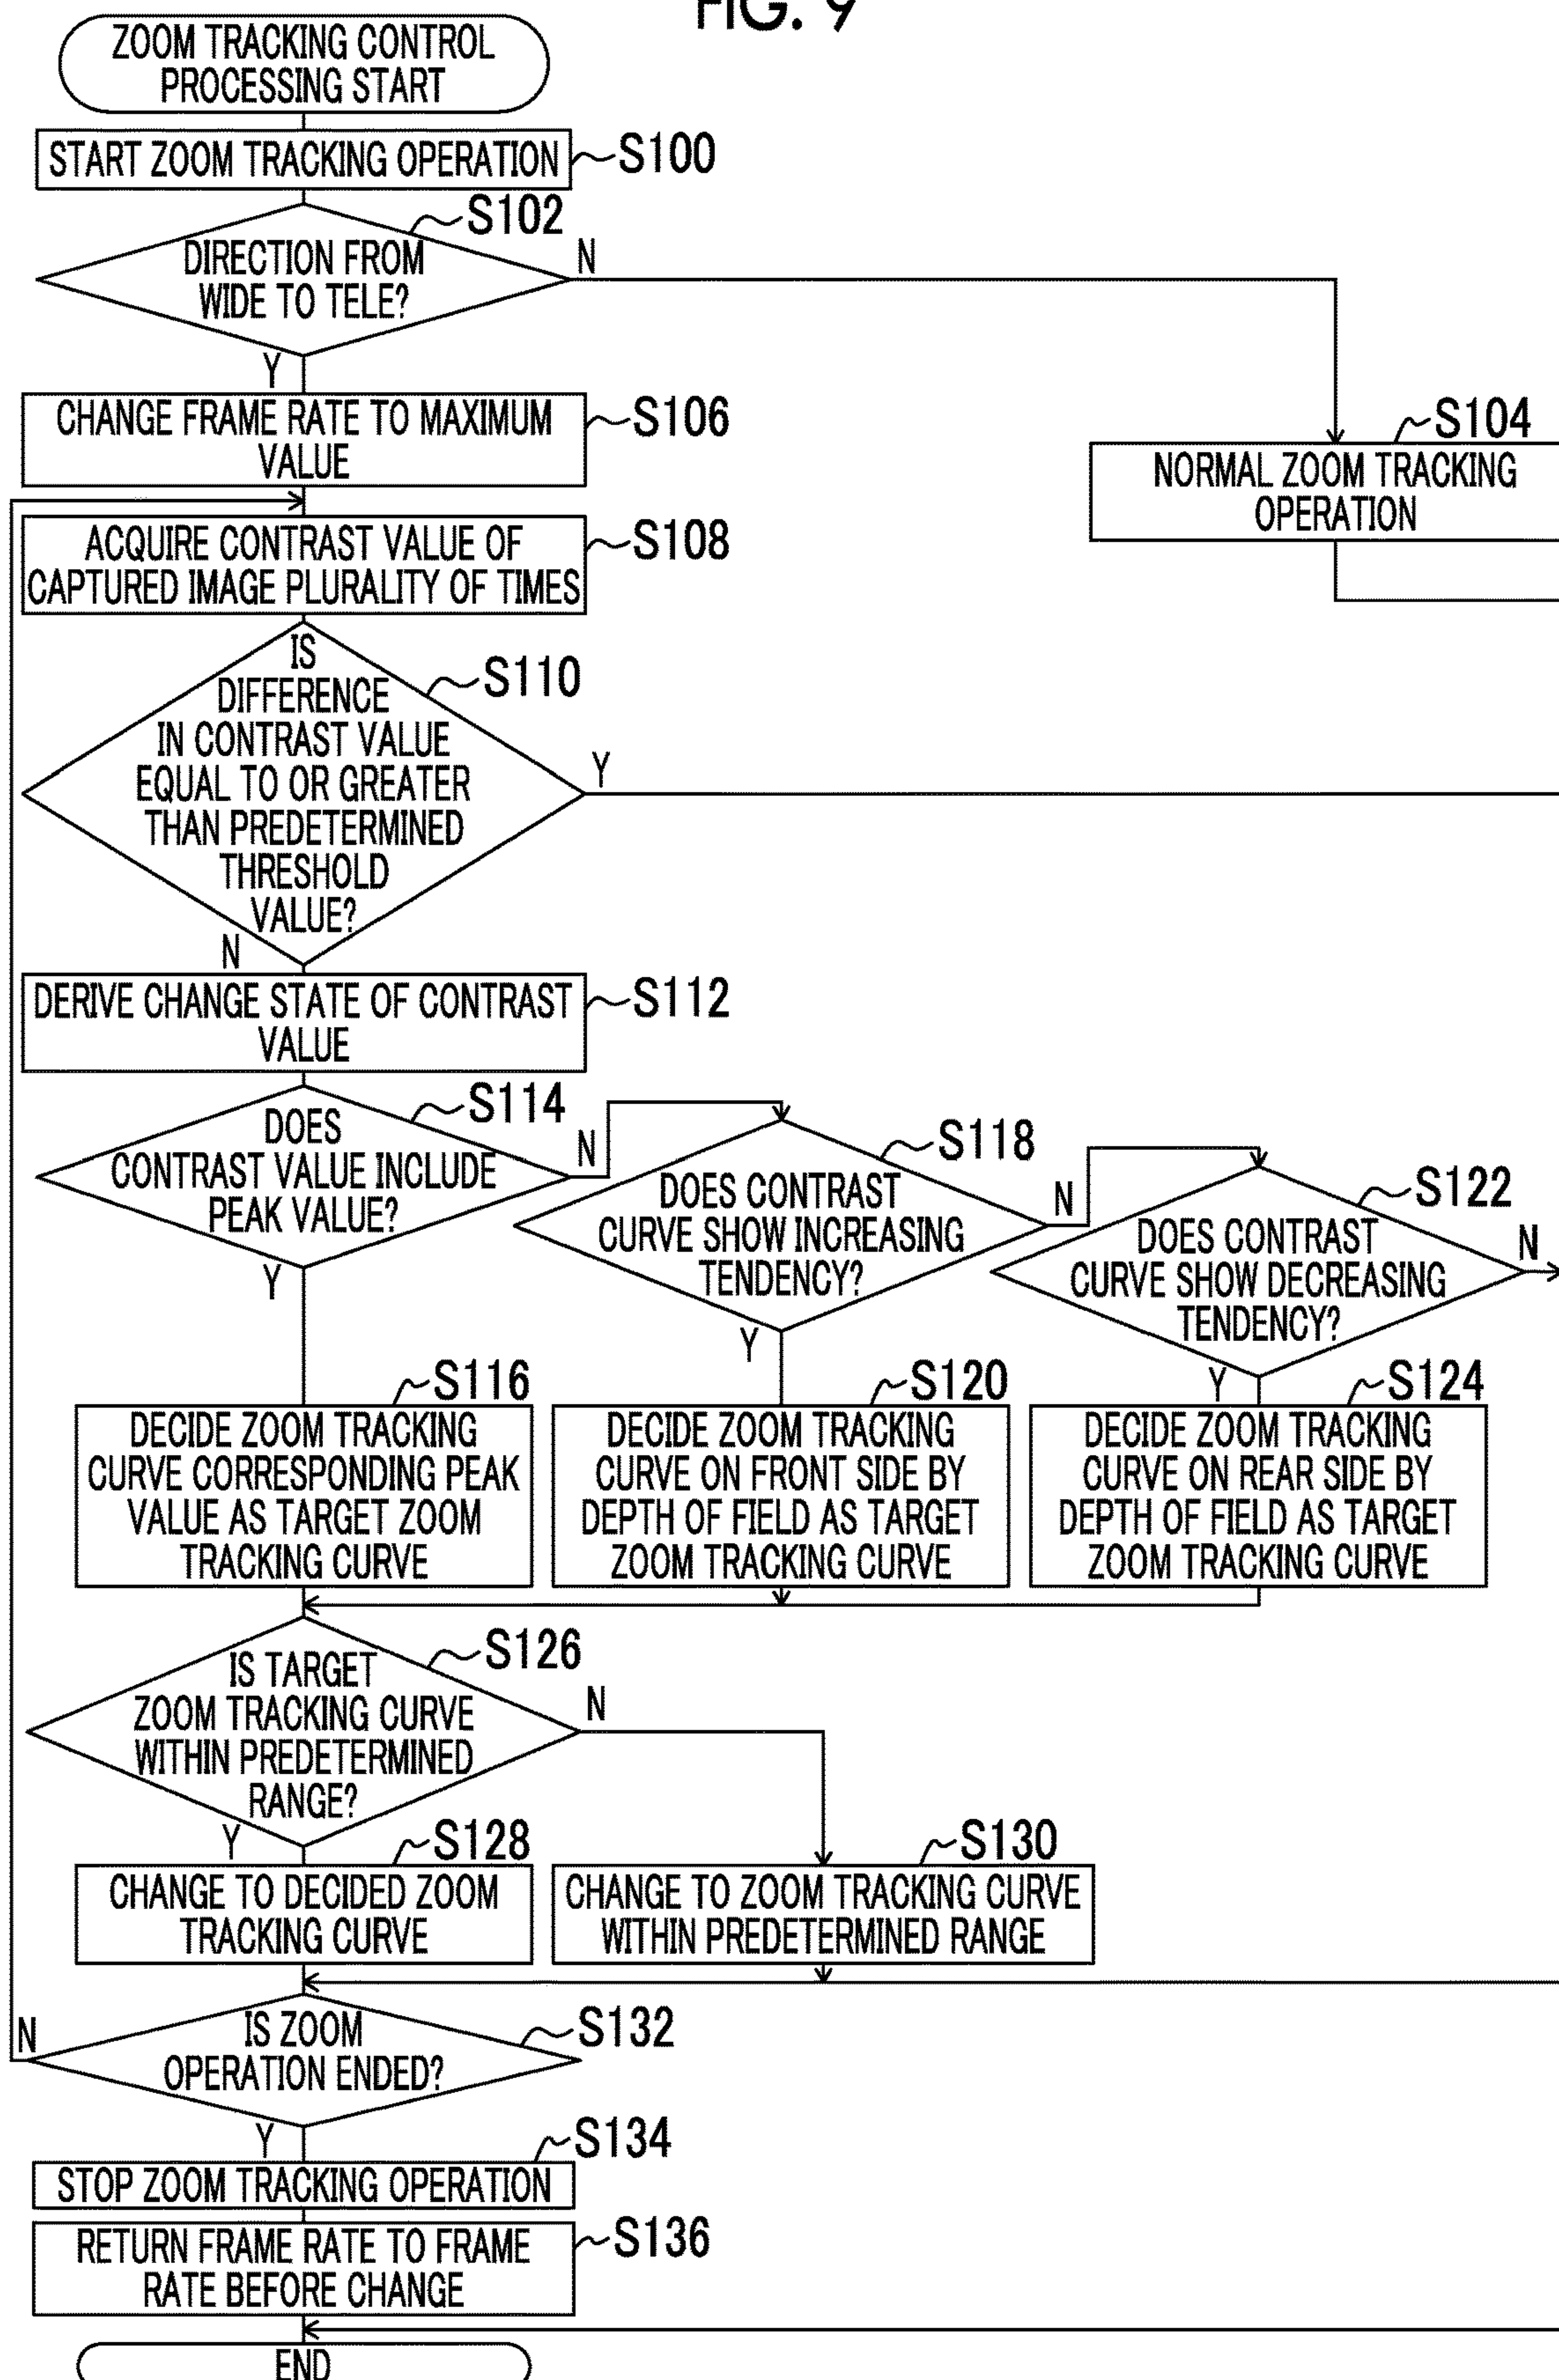 FIG. 9
ZOOM TRACKING CONTROL
PROCESSING START
START ZOOM TRACKING OPERATION
S100
S102
DIRECTION FROM
WIDE TO TELE?
N
Y
CHANGE FRAME RATE TO MAXIMUM
VALUE
S106
S104
NORMAL ZOOM TRACKING
OPERATION
ACQUIRE CONTRAST VALUE OF
CAPTURED IMAGE PLURALITY OF TIMES
S108
IS
DIFFERENCE
IN CONTRAST VALUE
EQUAL TO OR GREATER
THAN PREDETERMINED
THRESHOLD
VALUE?
S110
Y
N
DERIVE CHANGE STATE OF CONTRAST
VALUE
S112
S114
DOES
CONTRAST VALUE INCLUDE
PEAK VALUE?
N
Y
S118
DOES CONTRAST
CURVE SHOW INCREASING
TENDENCY?
N
Y
S122
DOES CONTRAST
CURVE SHOW DECREASING
TENDENCY?
N
Y
S116
DECIDE ZOOM TRACKING
CURVE CORRESPONDING PEAK
VALUE AS TARGET ZOOM
TRACKING CURVE
S120
DECIDE ZOOM TRACKING
CURVE ON FRONT SIDE BY
DEPTH OF FIELD AS TARGET
ZOOM TRACKING CURVE
S124
DECIDE ZOOM TRACKING
CURVE ON REAR SIDE BY
DEPTH OF FIELD AS TARGET
ZOOM TRACKING CURVE
S126
IS TARGET
ZOOM TRACKING CURVE
WITHIN PREDETERMINED
RANGE?
N
Y
S128
CHANGE TO DECIDED ZOOM
TRACKING CURVE
S130
CHANGE TO ZOOM TRACKING CURVE
WITHIN PREDETERMINED RANGE
S132
IS ZOOM
OPERATION ENDED?
N
Y
S134
STOP ZOOM TRACKING OPERATION
S136
RETURN FRAME RATE TO FRAME
RATE BEFORE CHANGE
END